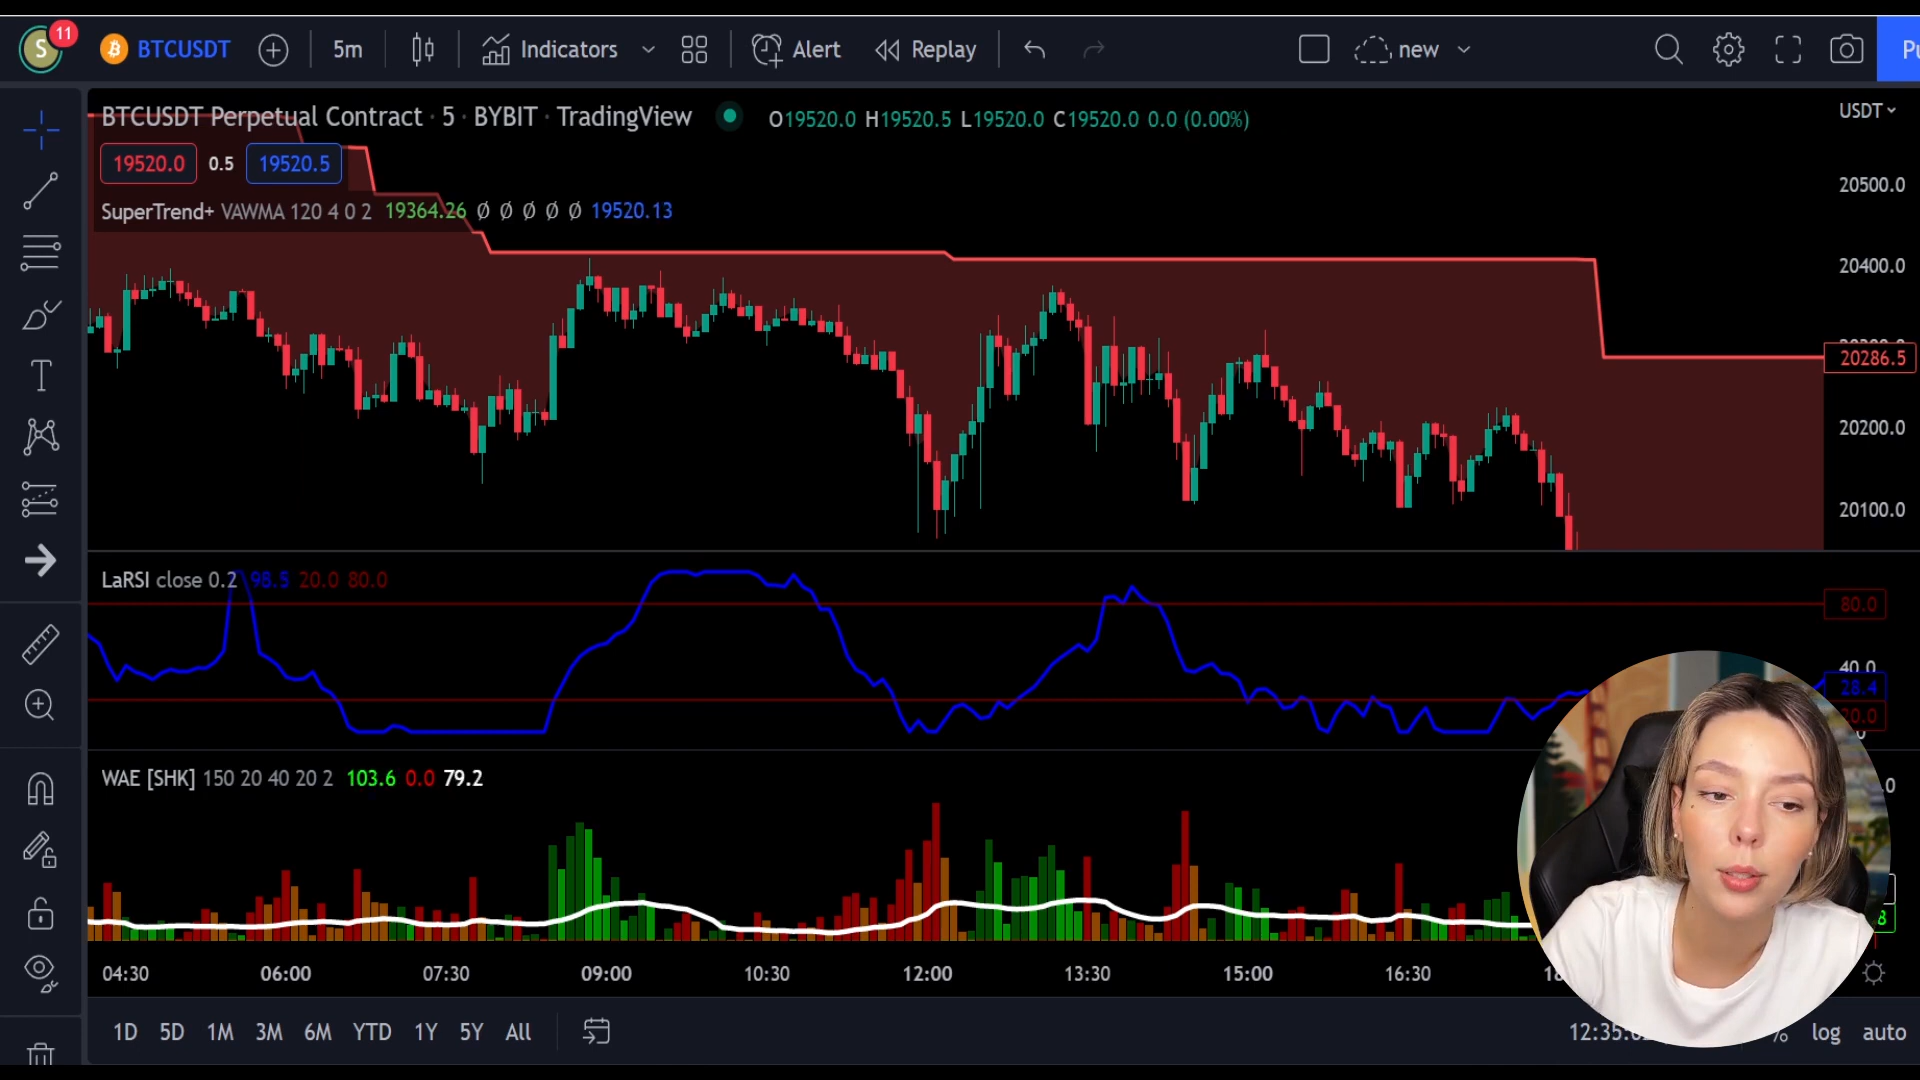 S 11 BTCUSDT 5m Indicators Alert Replay new Pu
BTCUSDT Perpetual Contract · 5 · BYBIT · TradingView O19520.0 H19520.5 L19520.0 C19520.0 0.0 (0.00%) USDT
19520.0 0.5 19520.5
SuperTrend+ VAWMA 120 4 0 2 19364.26 Ø Ø Ø Ø Ø 19520.13
20500.0
20400.0
20286.5
20200.0
20100.0
LaRSI close 0.2 98.5 20.0 80.0
80.0
40.0
28.4
WAE [SHK] 150 20 40 20 2 103.6 0.0 79.2
04:30 06:00 07:30 09:00 10:30 12:00 13:30 15:00 16:30
1D 5D 1M 3M 6M YTD 1Y 5Y All % log auto